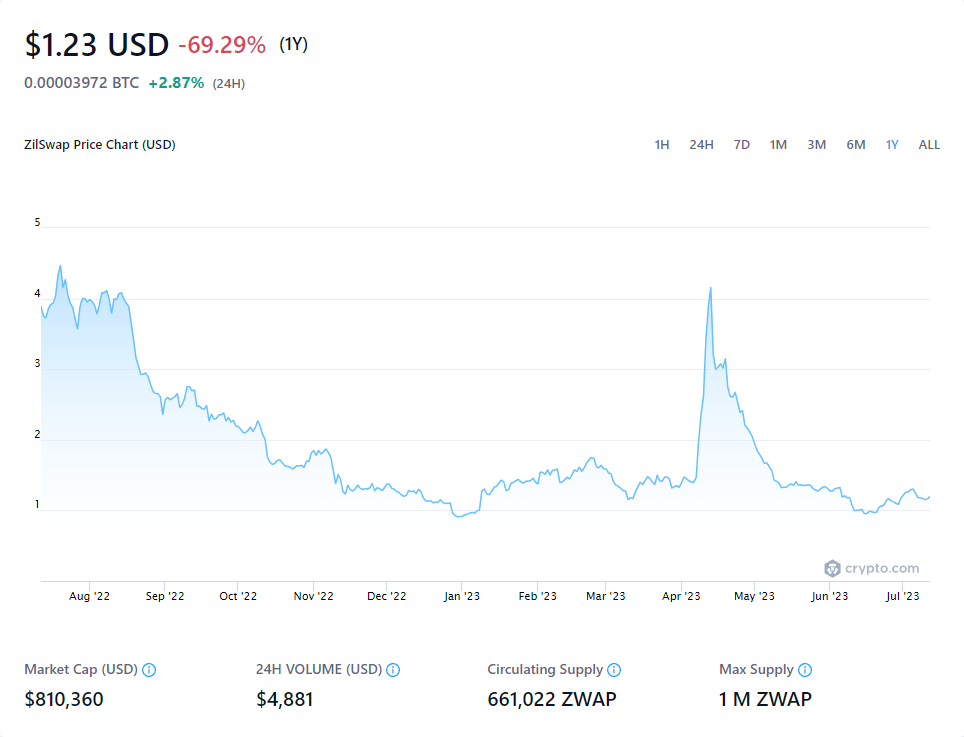 $1.23 USD -69.29% (1Y)
0.00003972 BTC +2.87% (24H)
ZilSwap Price Chart (USD) 1H 24H 7D 1M 3M 6M 1Y ALL
5
4
3
2
1
crypto.com
Aug '22 Sep '22 Oct '22 Nov '22 Dec '22 Jan '23 Feb '23 Mar '23 Apr '23 May '23 Jun '23 Jul '23
Market Cap (USD) 24H VOLUME (USD) Circulating Supply Max Supply
$810,360 $4,881 661,022 ZWAP 1 M ZWAP